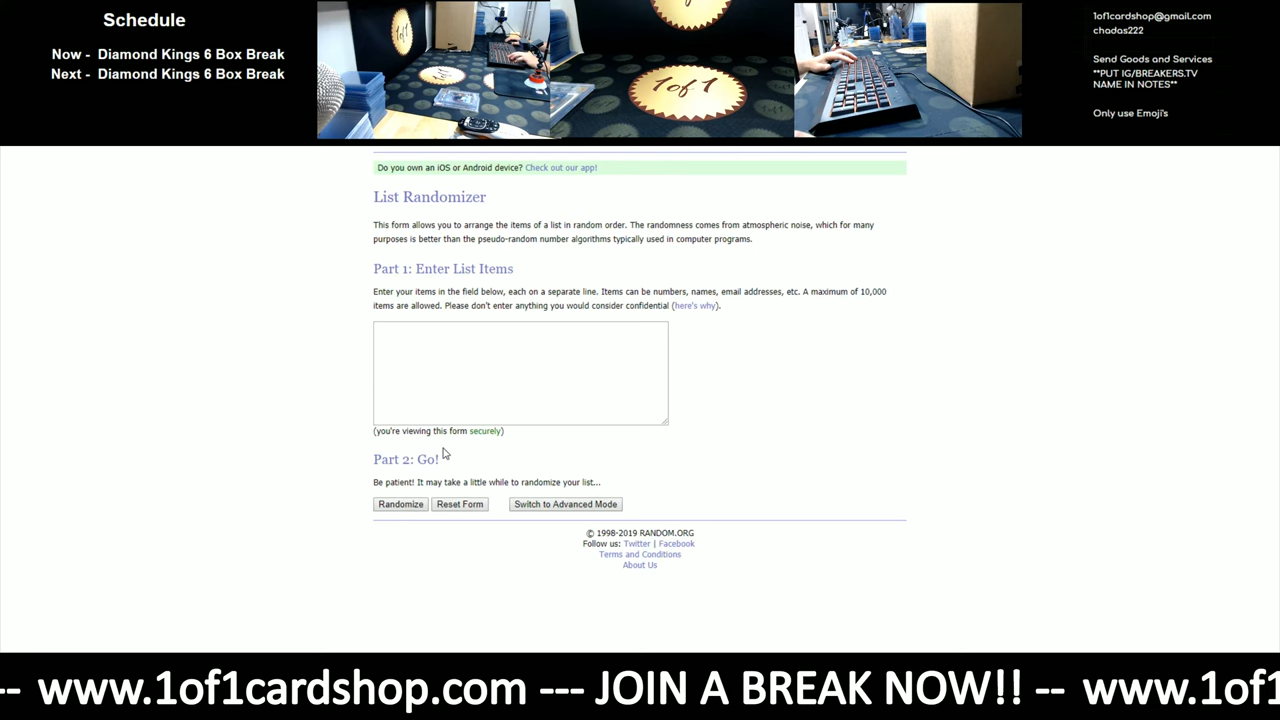 Schedule
Now - Diamond Kings 6 Box Break
Next - Diamond Kings 6 Box Break
1of1
1of1cardshop@gmail.com
chadas222
Send Goods and Services
**PUT IG/BREAKERS.TV
NAME IN NOTES**
Only use Emoji's
Do you own an iOS or Android device? Check out our app!
List Randomizer
This form allows you to arrange the items of a list in random order. The randomness comes from atmospheric noise, which for many
purposes is better than the pseudo-random number algorithms typically used in computer programs.
Part 1: Enter List Items
Enter your items in the field below, each on a separate line. Items can be numbers, names, email addresses, etc. A maximum of 10,000
items are allowed. Please don't enter anything you would consider confidential (here's why).
(you're viewing this form securely)
Part 2: Go!
Be patient! It may take a little while to randomize your list...
Randomize Reset Form Switch to Advanced Mode
© 1998-2019 RANDOM.ORG
Follow us: Twitter | Facebook
Terms and Conditions
About Us
-- www.1of1cardshop.com --- JOIN A BREAK NOW!! -- www.1of1